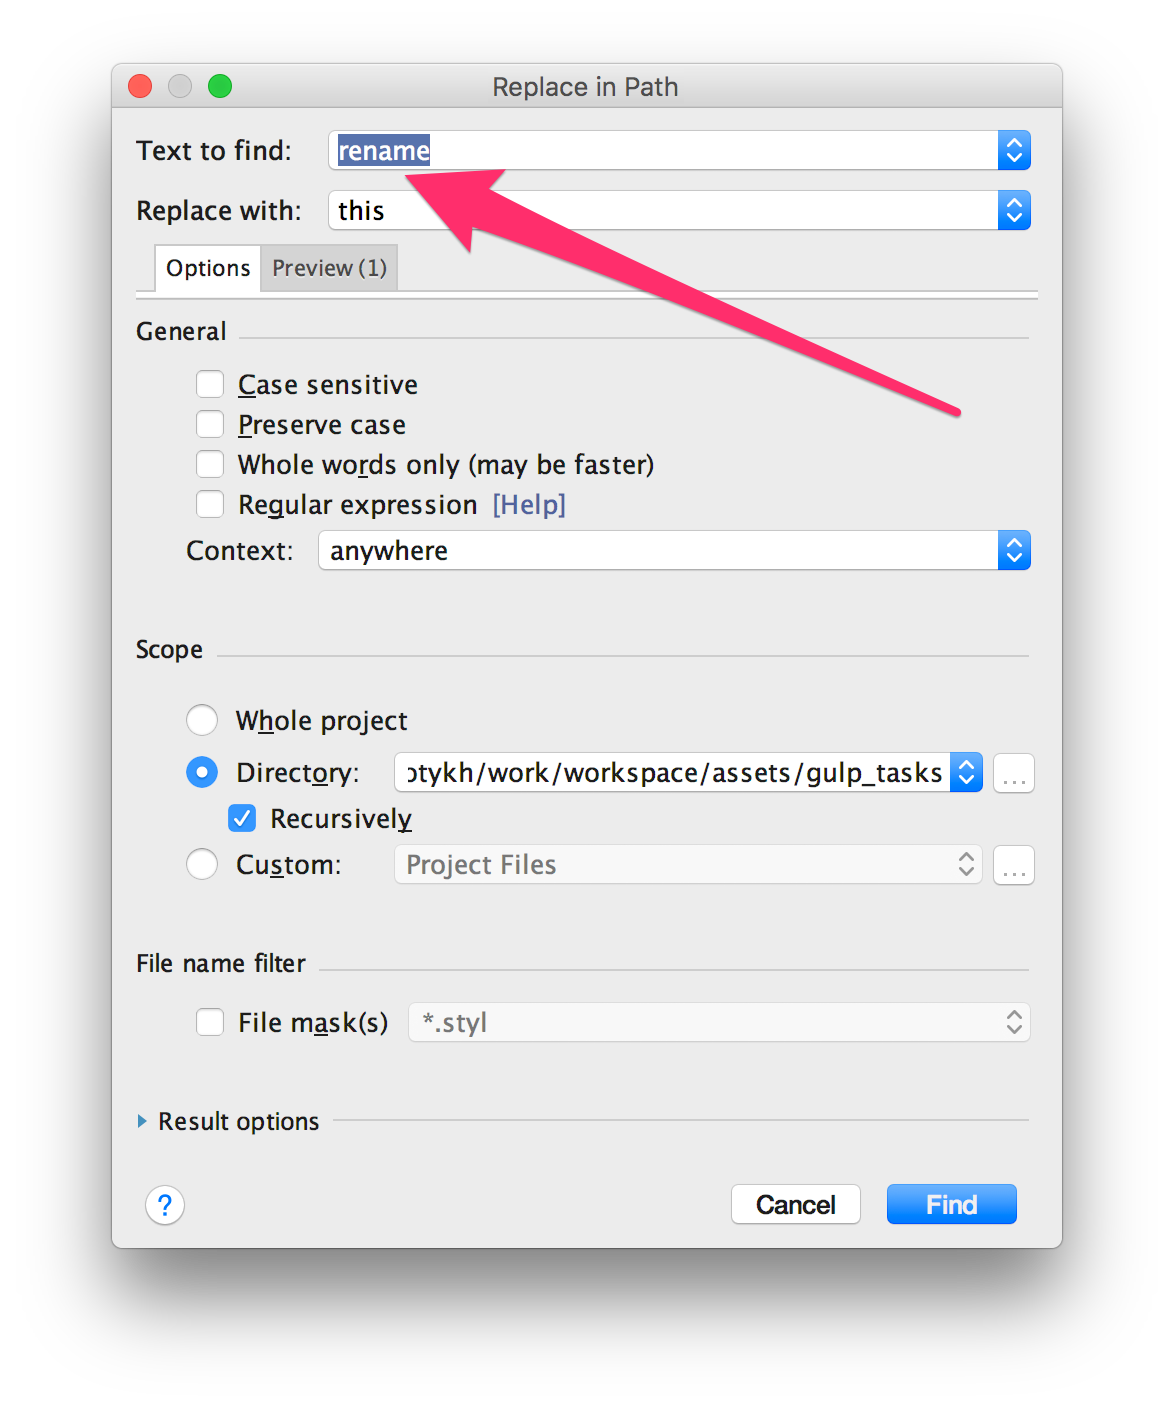 Replace in Path
Text to find: rename
Replace with: this
Options Preview (1)
General
Case sensitive
Preserve case
Whole words only (may be faster)
Regular expression [Help]
Context: anywhere
Scope
Whole project
Directory: otykh/work/workspace/assets/gulp_tasks ...
Recursively
Custom: Project Files ...
File name filter
File mask(s) *.styl
Result options
? Cancel Find